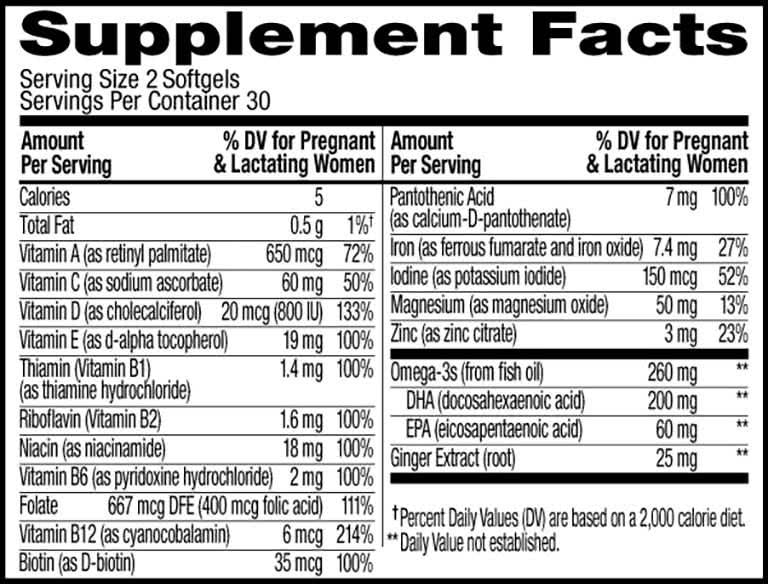 Supplement Facts
Serving Size 2 Softgels
Servings Per Container 30
Amount Per Serving % DV for Pregnant & Lactating Women
Calories 5
Total Fat 0.5 g 1%†
Vitamin A (as retinyl palmitate) 650 mcg 72%
Vitamin C (as sodium ascorbate) 60 mg 50%
Vitamin D (as cholecalciferol) 20 mcg (800 IU) 133%
Vitamin E (as d-alpha tocopherol) 19 mg 100%
Thiamin (Vitamin B1) 1.4 mg 100%
(as thiamine hydrochloride)
Riboflavin (Vitamin B2) 1.6 mg 100%
Niacin (as niacinamide) 18 mg 100%
Vitamin B6 (as pyridoxine hydrochloride) 2 mg 100%
Folate 667 mcg DFE (400 mcg folic acid) 111%
Vitamin B12 (as cyanocobalamin) 6 mcg 214%
Biotin (as D-biotin) 35 mcg 100%
Amount Per Serving % DV for Pregnant & Lactating Women
Pantothenic Acid 7 mg 100%
(as calcium-D-pantothenate)
Iron (as ferrous fumarate and iron oxide) 7.4 mg 27%
Iodine (as potassium iodide) 150 mcg 52%
Magnesium (as magnesium oxide) 50 mg 13%
Zinc (as zinc citrate) 3 mg 23%
Omega-3s (from fish oil) 260 mg **
DHA (docosahexaenoic acid) 200 mg **
EPA (eicosapentaenoic acid) 60 mg **
Ginger Extract (root) 25 mg **
†Percent Daily Values (DV) are based on a 2,000 calorie diet.
**Daily Value not established.